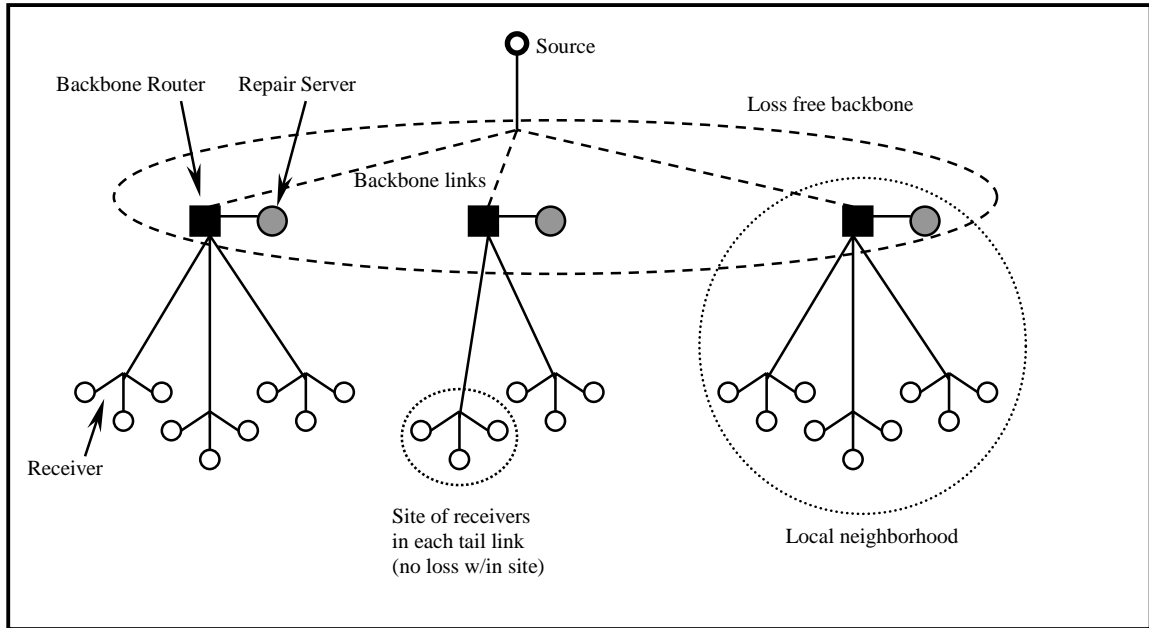 Source
Backbone Router
Repair Server
Loss free backbone
Backbone links
Receiver
Site of receivers
in each tail link
(no loss w/in site)
Local neighborhood